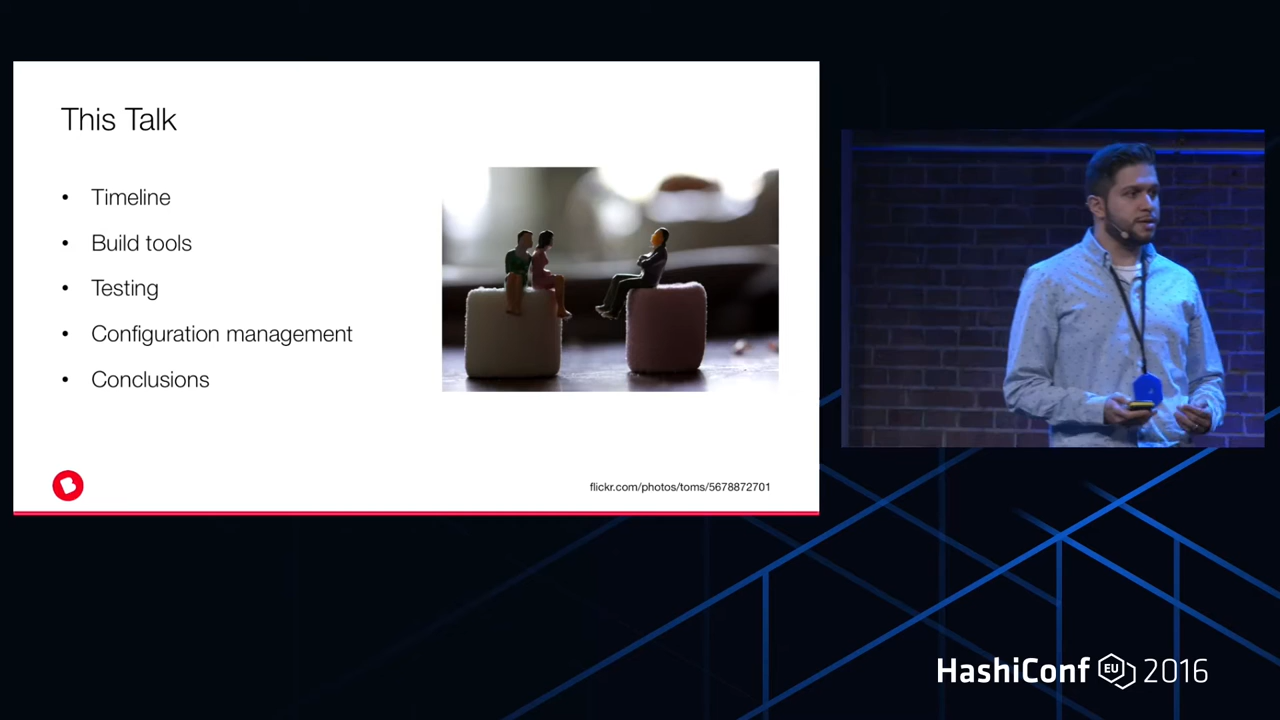 This Talk
• Timeline
• Build tools
• Testing
• Configuration management
• Conclusions
flickr.com/photos/toms/5678872701
HashiConf EU 2016